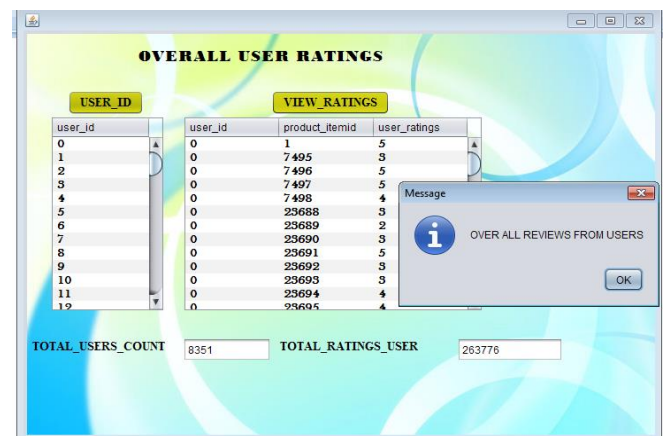 OVERALL USER RATINGS
USER_ID
VIEW_RATINGS
user_id
0
1
2
3
4
5
6
7
8
9
10
11
12
user_id product_itemid user_ratings
0 1 5
0 7495 3
0 7496 5
0 7497 5
0 7498 4
0 23688 3
0 23689 2
0 23690 3
0 23691 5
0 23692 3
0 23693 3
0 23694 4
0 23695 4
Message
OVER ALL REVIEWS FROM USERS
OK
TOTAL_USERS_COUNT 8351 TOTAL_RATINGS_USER 263776